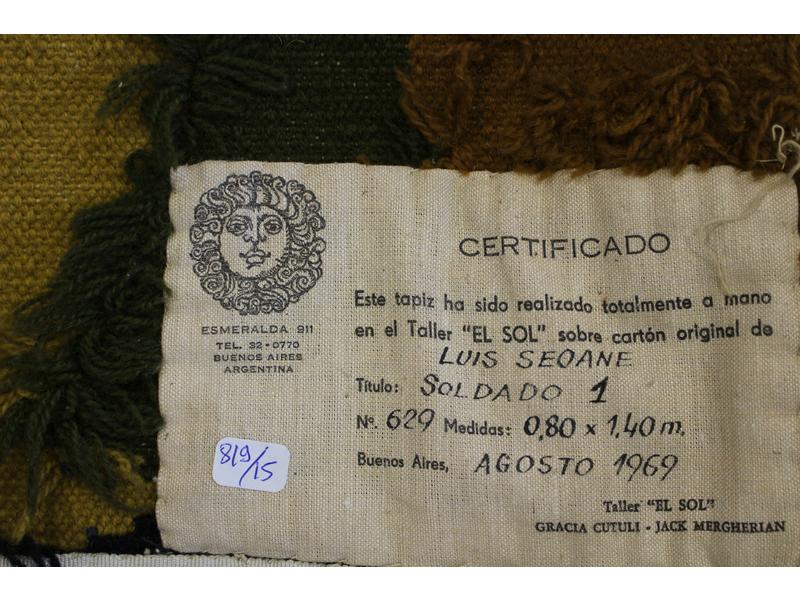 ESMERALDA 911
TEL. 32-0770
BUENOS AIRES
ARGENTINA
CERTIFICADO
Este tapiz ha sido realizado totalmente a mano
en el Taller "EL SOL" sobre cartón original de
LUIS SEOANE
Título: SOLDADO 1
Nº. 629 Medidas: 0,80 x 1,40 m.
Buenos Aires, AGOSTO 1969
Taller "EL SOL"
GRACIA CUTULI - JACK MERGHERIAN
819/15